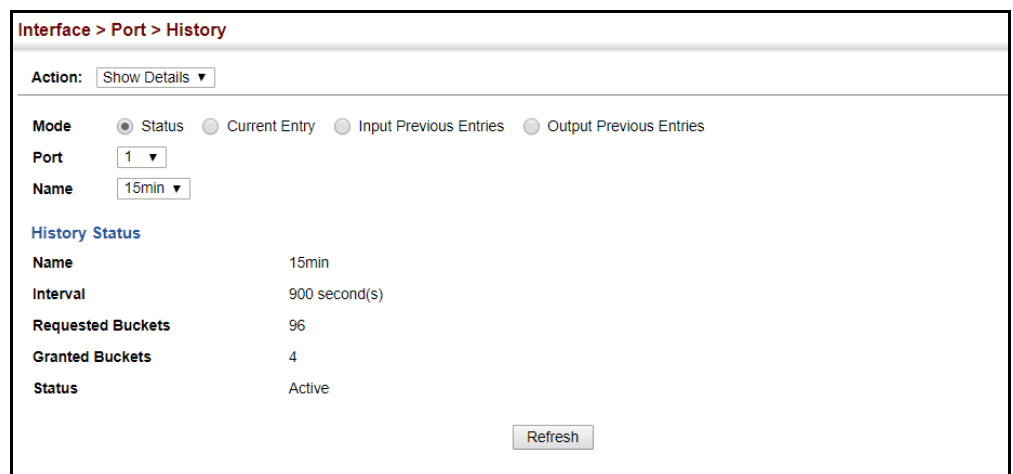 Interface > Port > History
Action: Show Details
Mode Status Current Entry Input Previous Entries Output Previous Entries
Port 1
Name 15min
History Status
Name 15min
Interval 900 second(s)
Requested Buckets 96
Granted Buckets 4
Status Active
Refresh